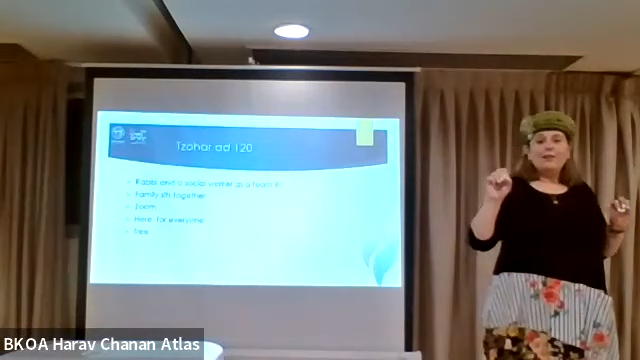 Tzohar ad 120
Rabbi and a social worker as a team
Family sits together
Zoom
Here for everyone
free
BKOA Harav Chanan Atlas